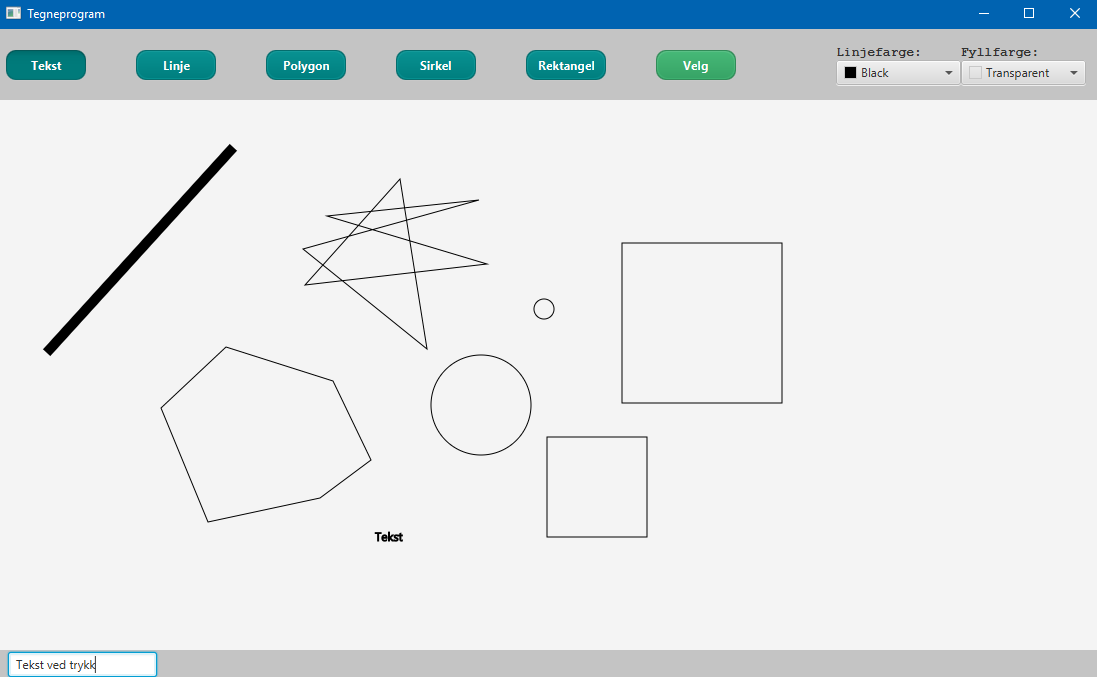 Tegneprogram
Tekst
Linje
Polygon
Sirkel
Rektangel
Velg
Linjefarge:
Fyllfarge:
Black
Transparent
Tekst
Tekst ved trykk